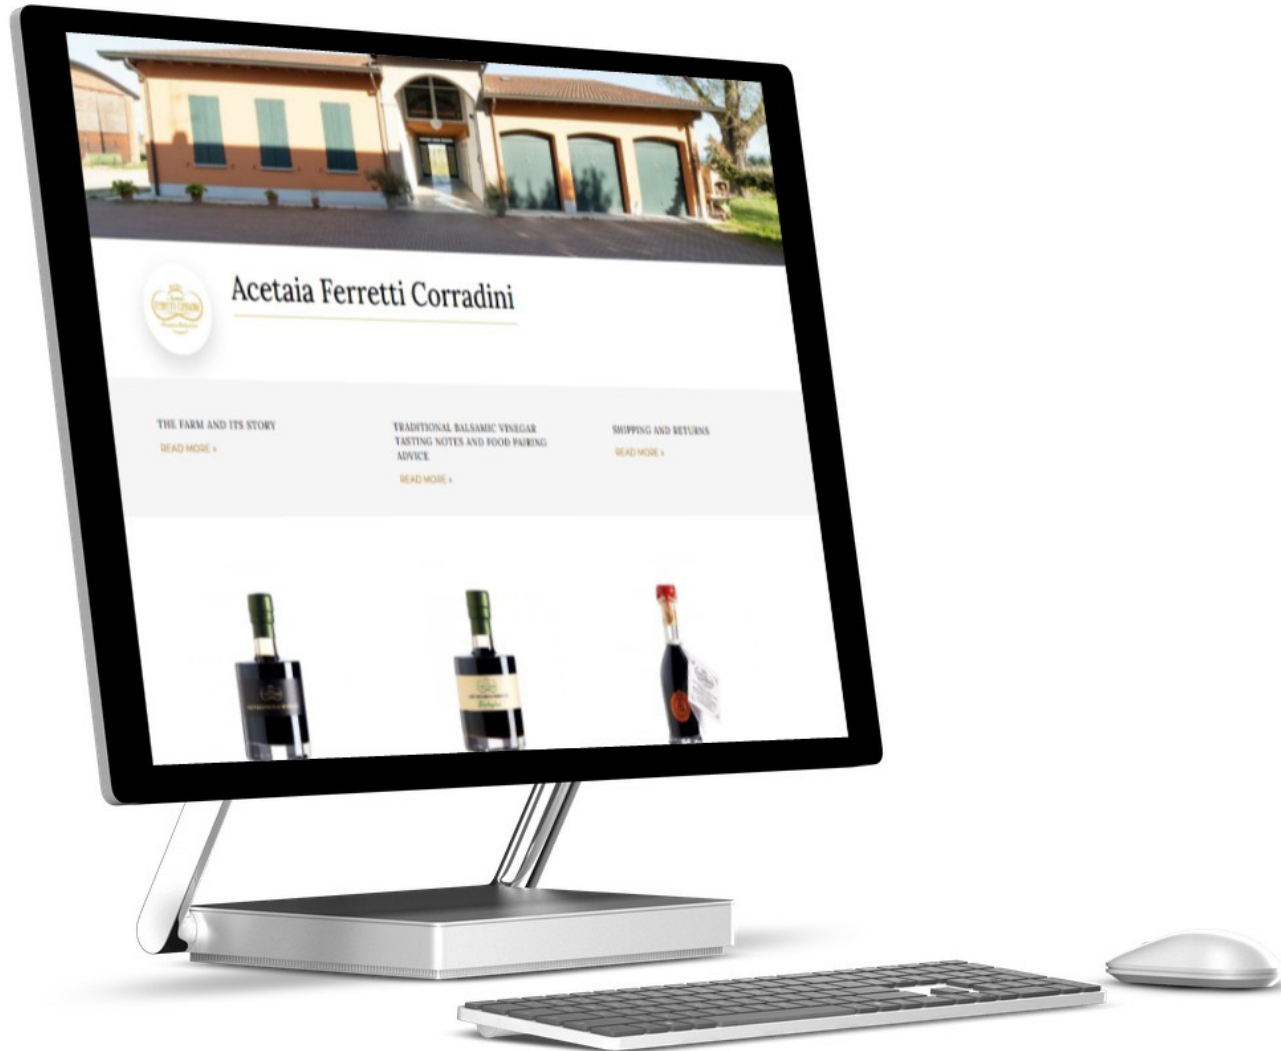 Acetaia Ferretti Corradini
THE FARM AND ITS STORY
READ MORE »
TRADITIONAL BALSAMIC VINEGAR
TASTING NOTES AND FOOD PAIRING
ADVICE
READ MORE »
SHIPPING AND RETURNS
READ MORE »